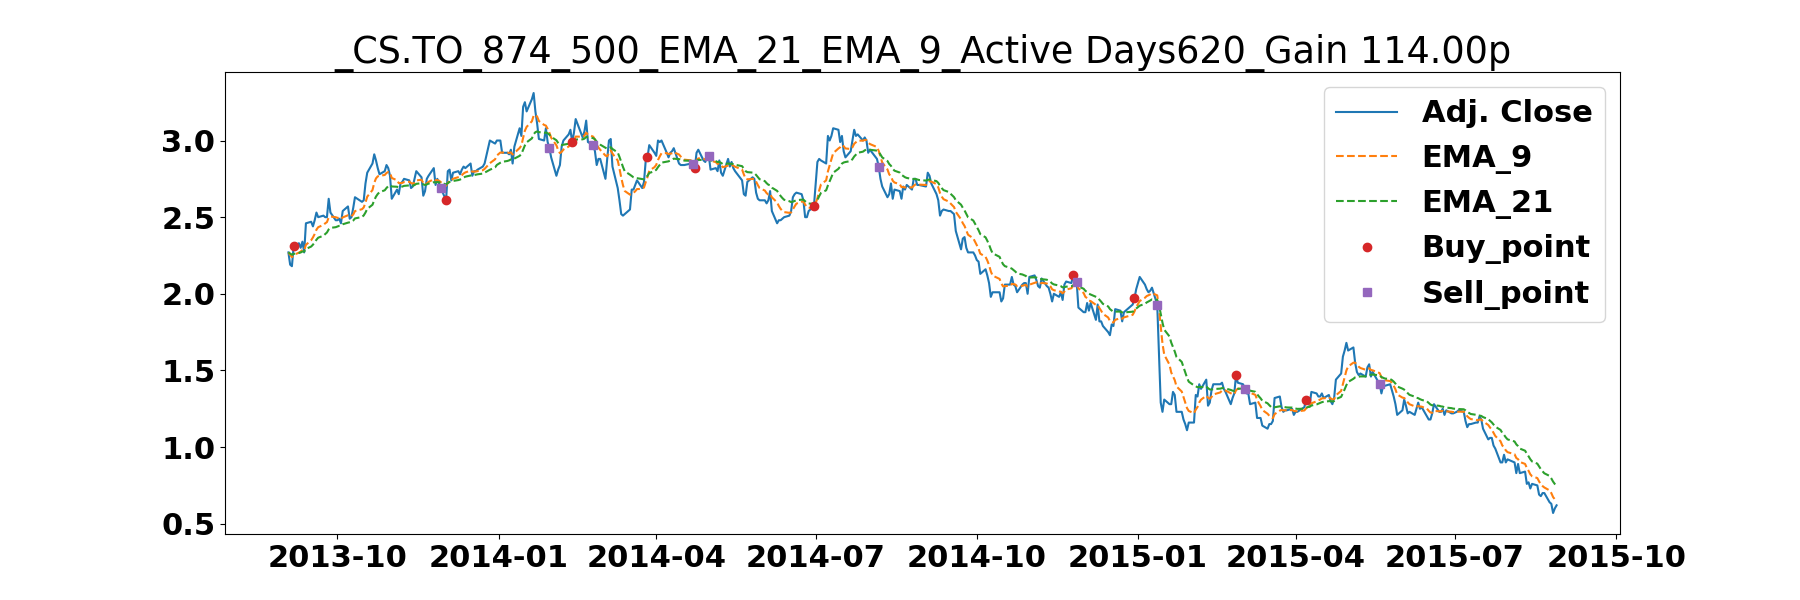 _CS.TO_874_500_EMA_21_EMA_9_Active Days620_Gain 114.00p
Adj. Close
EMA_9
EMA_21
Buy_point
Sell_point
3.0
2.5
2.0
1.5
1.0
0.5
2013-10 2014-01 2014-04 2014-07 2014-10 2015-01 2015-04 2015-07 2015-10